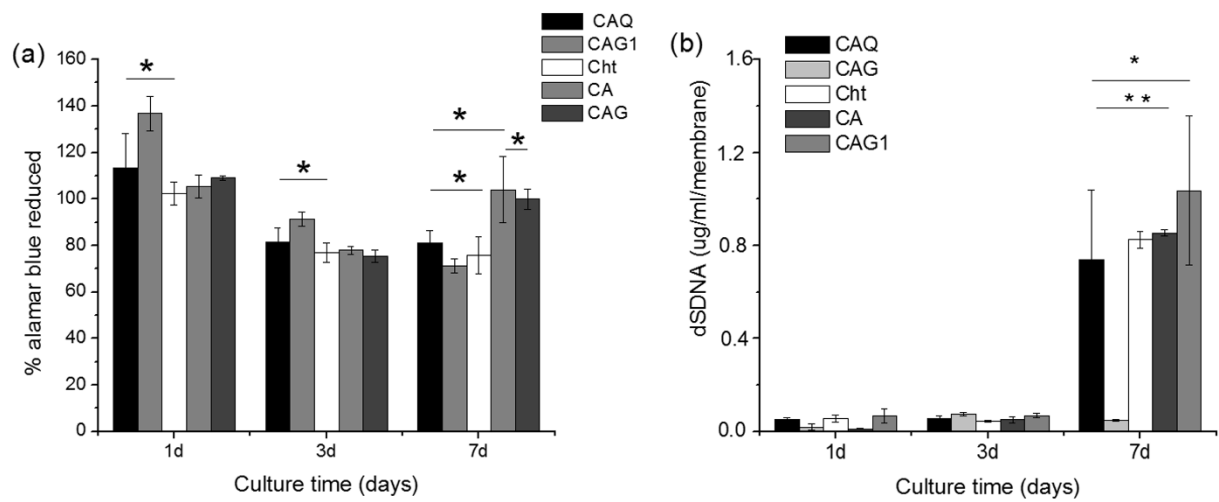 (a)
CAQ
CAG1
Cht
CA
CAG
% alamar blue reduced
160
140
120
100
80
60
40
20
0
*
*
*
*
*
1d
3d
7d
Culture time (days)
(b)
CAQ
CAG
Cht
CA
CAG1
dSDNA (ug/ml/membrane)
1.6
1.2
0.8
0.4
0.0
*
* *
1d
3d
7d
Culture time (days)